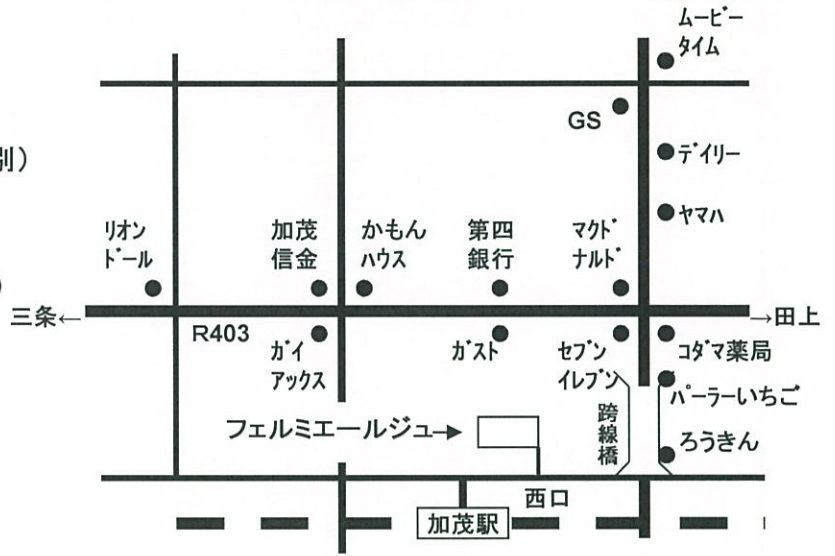 ムービー
タイム
GS
デイリー
別)
ヤマハ
リオン
ドール
加茂
信金
かもん
ハウス
第四
銀行
マクド
ナルド
)
三条←
→田上
R403
ガイ
アックス
ガスト
セブン
イレブン
コダマ薬局
パーラーいちご
跨線橋
フェルミエールジュ→
ろうきん
西口
加茂駅